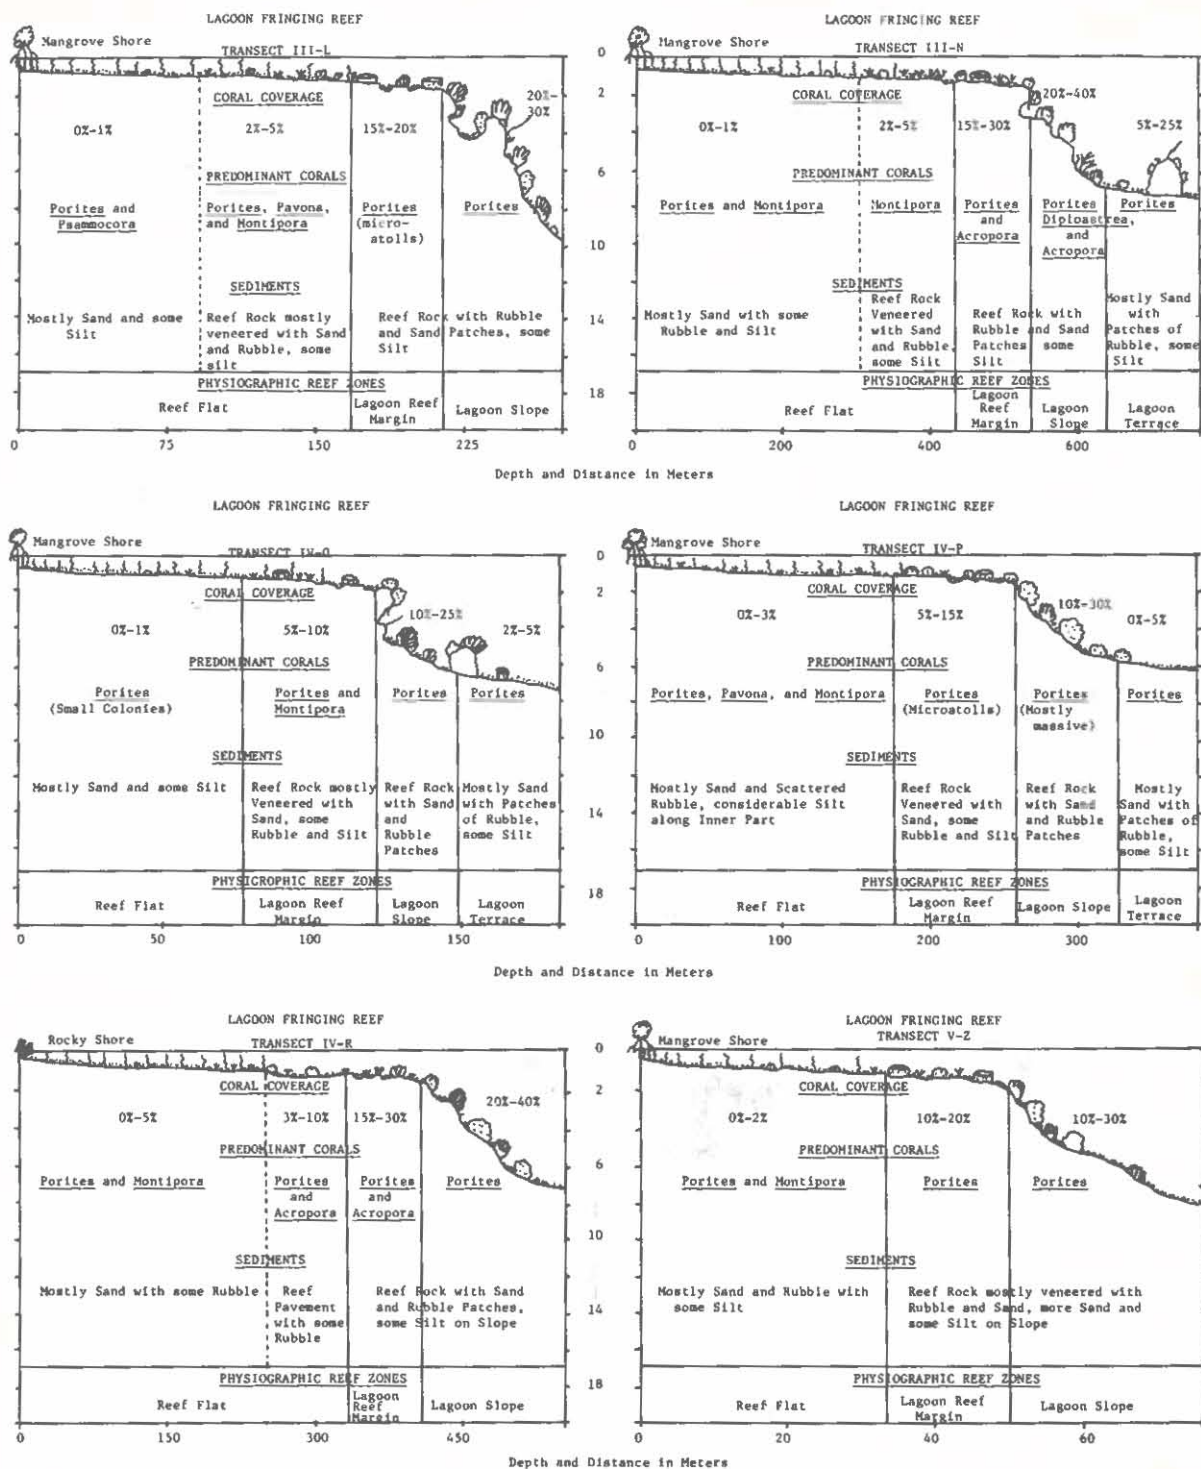 LAGOON FRINGING REEF
Mangrove Shore
TRANSECT III-L
CORAL COVERAGE
0%-1%
2%-5%
15%-20%
20%-
30%
PREDOMINANT CORALS
Porites and
Psammocora
Porites, Pavona,
and Montipora
Porites
(micro-
atolls)
Porites
SEDIMENTS
Mostly Sand and some
Silt
Reef Rock mostly
veneered with Sand
and Rubble, some
silt
Reef Rock with Rubble
and Sand Patches, some
Silt
PHYSIOGRAPHIC REEF ZONES
Reef Flat
Lagoon Reef
Margin
Lagoon Slope
0 75 150 225
0
2
4
6
10
14
18
LAGOON FRINGING REEF
Mangrove Shore
TRANSECT III-N
CORAL COVERAGE
0%-1%
2%-5%
15%-30%
20%-40%
5%-25%
PREDOMINANT CORALS
Porites and Montipora
Montipora
Porites
and
Acropora
Porites
Diploastrea,
and
Acropora
Porites
SEDIMENTS
Mostly Sand with some
Rubble and Silt
Reef Rock
Veneered
with Sand
and Rubble,
some Silt
Reef Rock with
Rubble and Sand
Patches some
Silt
Mostly Sand
with
Patches of
Rubble, some
Silt
PHYSIOGRAPHIC REEF ZONES
Reef Flat
Lagoon
Reef
Margin
Lagoon
Slope
Lagoon
Terrace
0 200 400 600
Depth and Distance in Meters
LAGOON FRINGING REEF
Mangrove Shore
CORAL COVERAGE
0%-1%
5%-10%
10%-25%
2%-5%
PREDOMINANT CORALS
Porites
(Small Colonies)
Porites and
Montipora
Porites
Porites
SEDIMENTS
Mostly Sand and some Silt
Reef Rock mostly
Veneered with
Sand, some
Rubble and Silt
Reef Rock
with Sand
and
Rubble
Patches
Mostly Sand
with Patches
of Rubble,
some Silt
PHYSIGROPHIC REEF ZONES
Reef Flat
Lagoon Reef
Margin
Lagoon
Slope
Lagoon
Terrace
0 50 100 150
0
2
4
6
10
14
18
LAGOON FRINGING REEF
Mangrove Shore
TRANSECT IV-P
CORAL COVERAGE
0%-3%
5%-15%
10%-30%
0%-5%
PREDOMINANT CORALS
Porites, Pavona, and Montipora
Porites
(Microatolls)
Porites
(Mostly
massive)
Porites
SEDIMENTS
Mostly Sand and Scattered
Rubble, considerable Silt
along Inner Part
Reef Rock
Veneered with
Sand, some
Rubble and Silt
Reef Rock
with Sand
and Rubble
Patches
Mostly
Sand with
Patches of
Rubble,
some Silt
PHYSIOGRAPHIC REEF ZONES
Reef Flat
Lagoon Reef
Margin
Lagoon Slope
Lagoon
Terrace
0 100 200 300
Depth and Distance in Meters
LAGOON FRINGING REEF
Rocky Shore
TRANSECT IV-R
CORAL COVERAGE
0%-5%
3%-10%
15%-30%
20%-40%
PREDOMINANT CORALS
Porites and Montipora
Porites
and
Acropora
Porites
and
Acropora
Porites
SEDIMENTS
Mostly Sand with some Rubble
Reef
Pavement
with some
Rubble
Reef Rock with Sand
and Rubble Patches,
some Silt on Slope
PHYSIOGRAPHIC REEF ZONES
Reef Flat
Lagoon
Reef
Margin
Lagoon Slope
0 150 300 450
0
2
4
6
10
14
18
LAGOON FRINGING REEF
Mangrove Shore
TRANSECT V-Z
CORAL COVERAGE
0%-2%
10%-20%
10%-30%
PREDOMINANT CORALS
Porites and Montipora
Porites
Porites
SEDIMENTS
Mostly Sand and Rubble with
some Silt
Reef Rock mostly veneered with
Rubble and Sand, more Sand and
some Silt on Slope
PHYSIOGRAPHIC REEF ZONES
Reef Flat
Lagoon Reef
Margin
Lagoon Slope
0 20 40 60
Depth and Distance in Meters